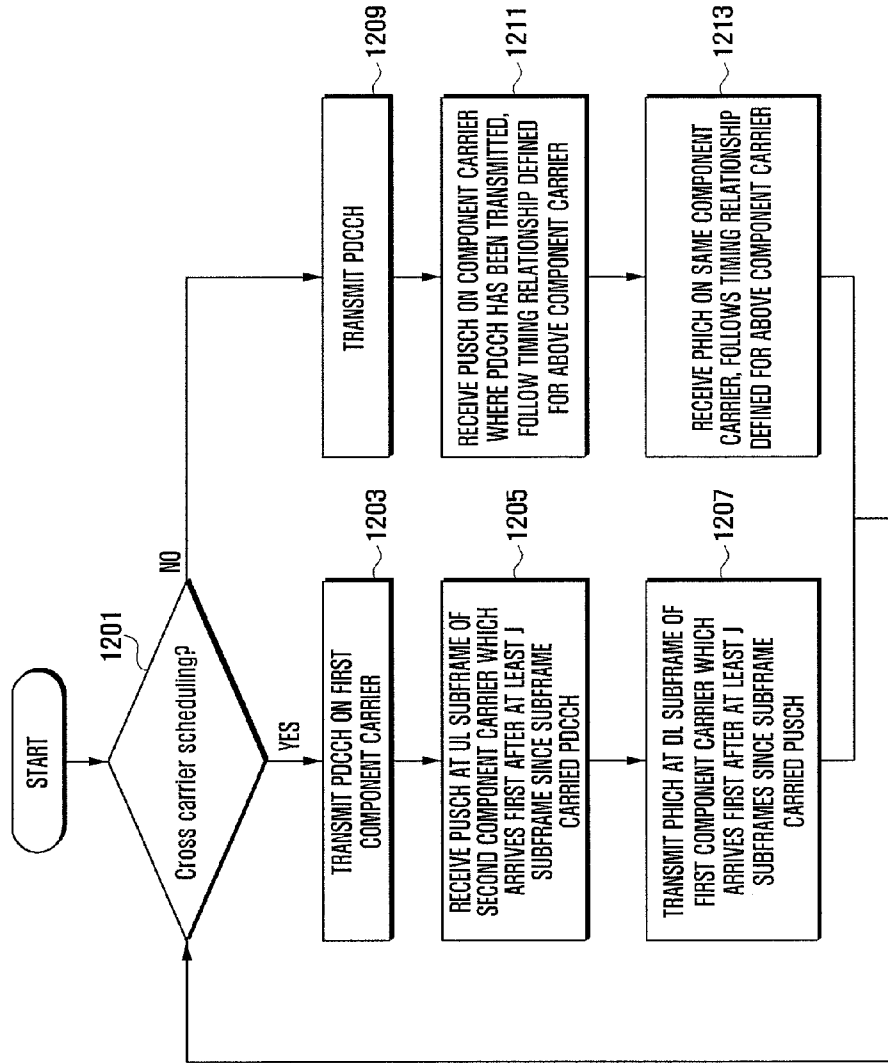 START
1201
Cross carrier scheduling?
NO
YES
1203
TRANSMIT PDCCH ON FIRST
COMPONENT CARRIER
1205
RECEIVE PUSCH AT UL SUBFRAME OF
SECOND COMPONENT CARRIER WHICH
ARRIVES FIRST AFTER AT LEAST J
SUBFRAME SINCE SUBFRAME
CARRIED PDCCH
1207
TRANSMIT PHICH AT DL SUBFRAME OF
FIRST COMPONENT CARRIER WHICH
ARRIVES FIRST AFTER AT LEAST J
SUBFRAMES SINCE SUBFRAME
CARRIED PUSCH
1209
TRANSMIT PDCCH
1211
RECEIVE PUSCH ON COMPONENT CARRIER
WHERE PDCCH HAS BEEN TRANSMITTED,
FOLLOW TIMING RELATIONSHIP DEFINED
FOR ABOVE COMPONENT CARRIER
1213
RECEIVE PHICH ON SAME COMPONENT
CARRIER, FOLLOWS TIMING RELATIONSHIP
DEFINED FOR ABOVE COMPONENT CARRIER